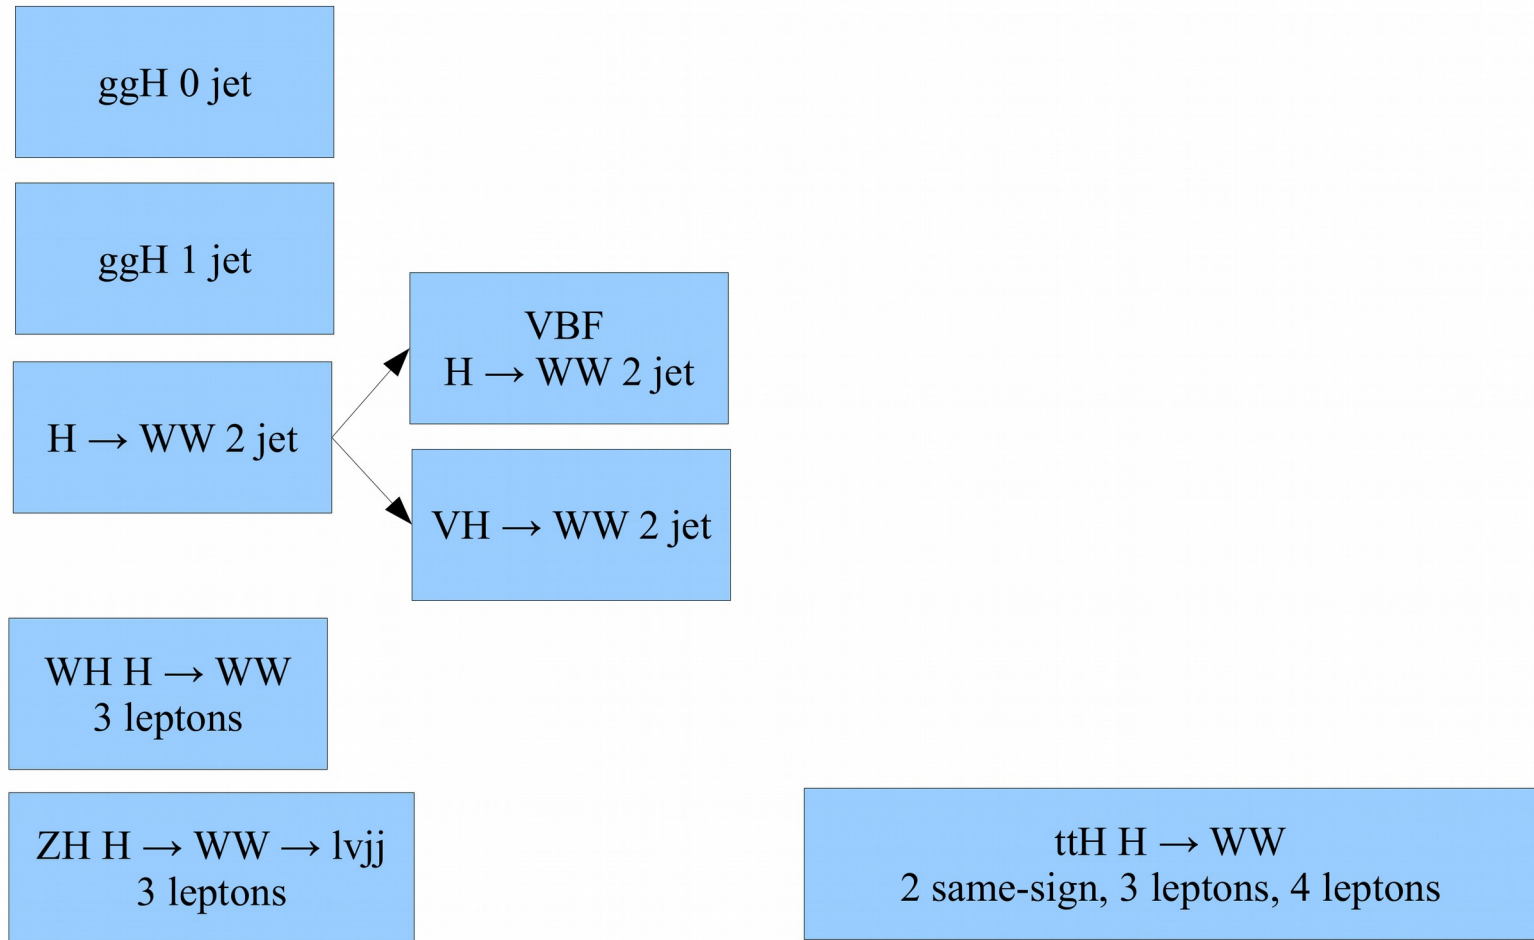 ggH 0 jet
ggH 1 jet
H → WW 2 jet
VBF
H → WW 2 jet
VH → WW 2 jet
WH H → WW
3 leptons
ZH H → WW → lvjj
3 leptons
ttH H → WW
2 same-sign, 3 leptons, 4 leptons